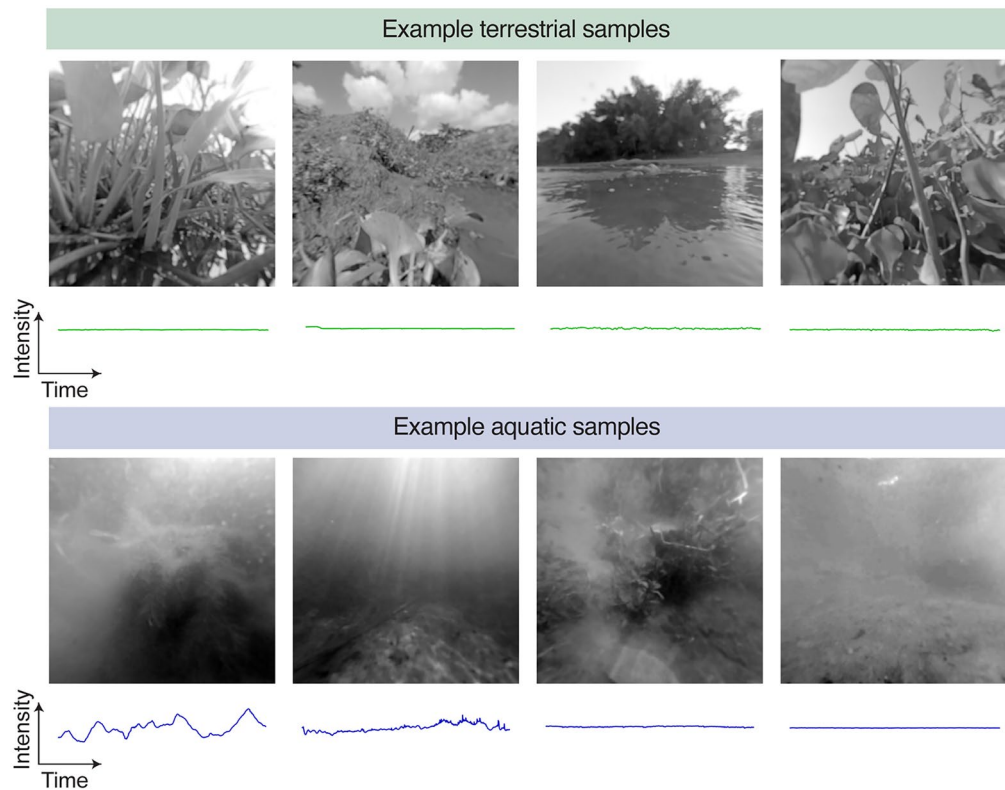 Example terrestrial samples
Intensity
Time
Example aquatic samples
Intensity
Time